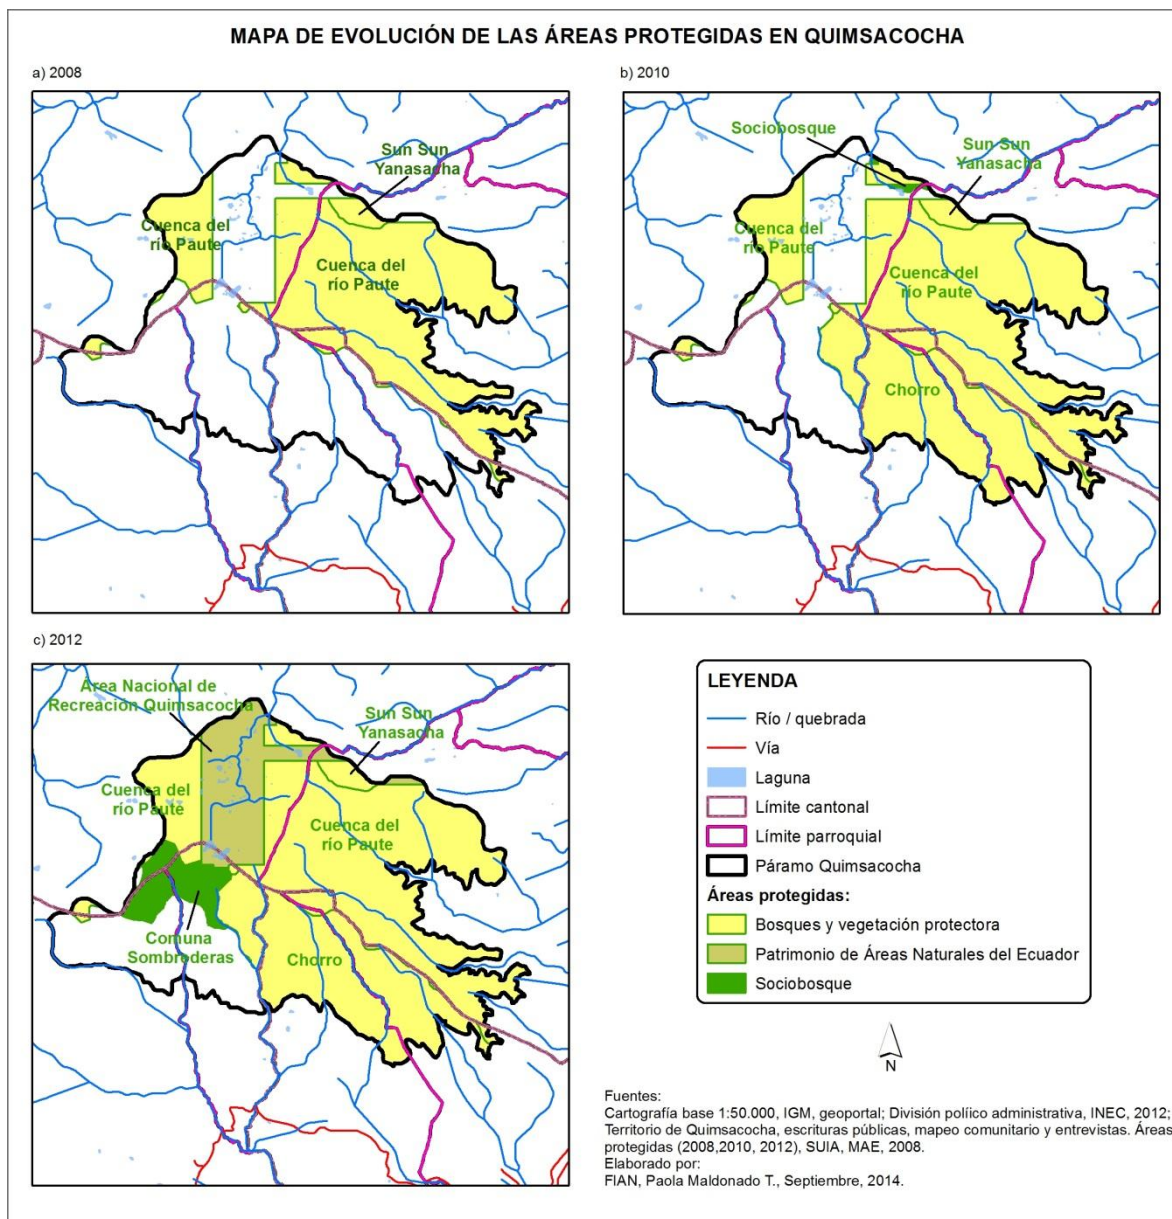 MAPA DE EVOLUCIÓN DE LAS ÁREAS PROTEGIDAS EN QUIMSACOCHA
a) 2008
Sun Sun
Yanasacha
Cuenca del
río Paute
Cuenca del
río Paute
b) 2010
Sociobosque
Sun Sun
Yanasacha
Cuenca del
río Paute
Cuenca del
río Paute
Chorro
c) 2012
Área Nacional de
Recreación Quimsacocha
Sun Sun
Yanasacha
Cuenca del
río Paute
Cuenca del
río Paute
Comuna
Sombroderas
Chorro
LEYENDA
Río / quebrada
Vía
Laguna
Límite cantonal
Límite parroquial
Páramo Quimsacocha
Áreas protegidas:
Bosques y vegetación protectora
Patrimonio de Áreas Naturales del Ecuador
Sociobosque
N
Fuentes:
Cartografía base 1:50.000, IGM, geoportal; División políico administrativa, INEC, 2012;
Territorio de Quimsacocha, escrituras públicas, mapeo comunitario y entrevistas. Áreas
protegidas (2008,2010, 2012), SUIA, MAE, 2008.
Elaborado por:
FIAN, Paola Maldonado T., Septiembre, 2014.